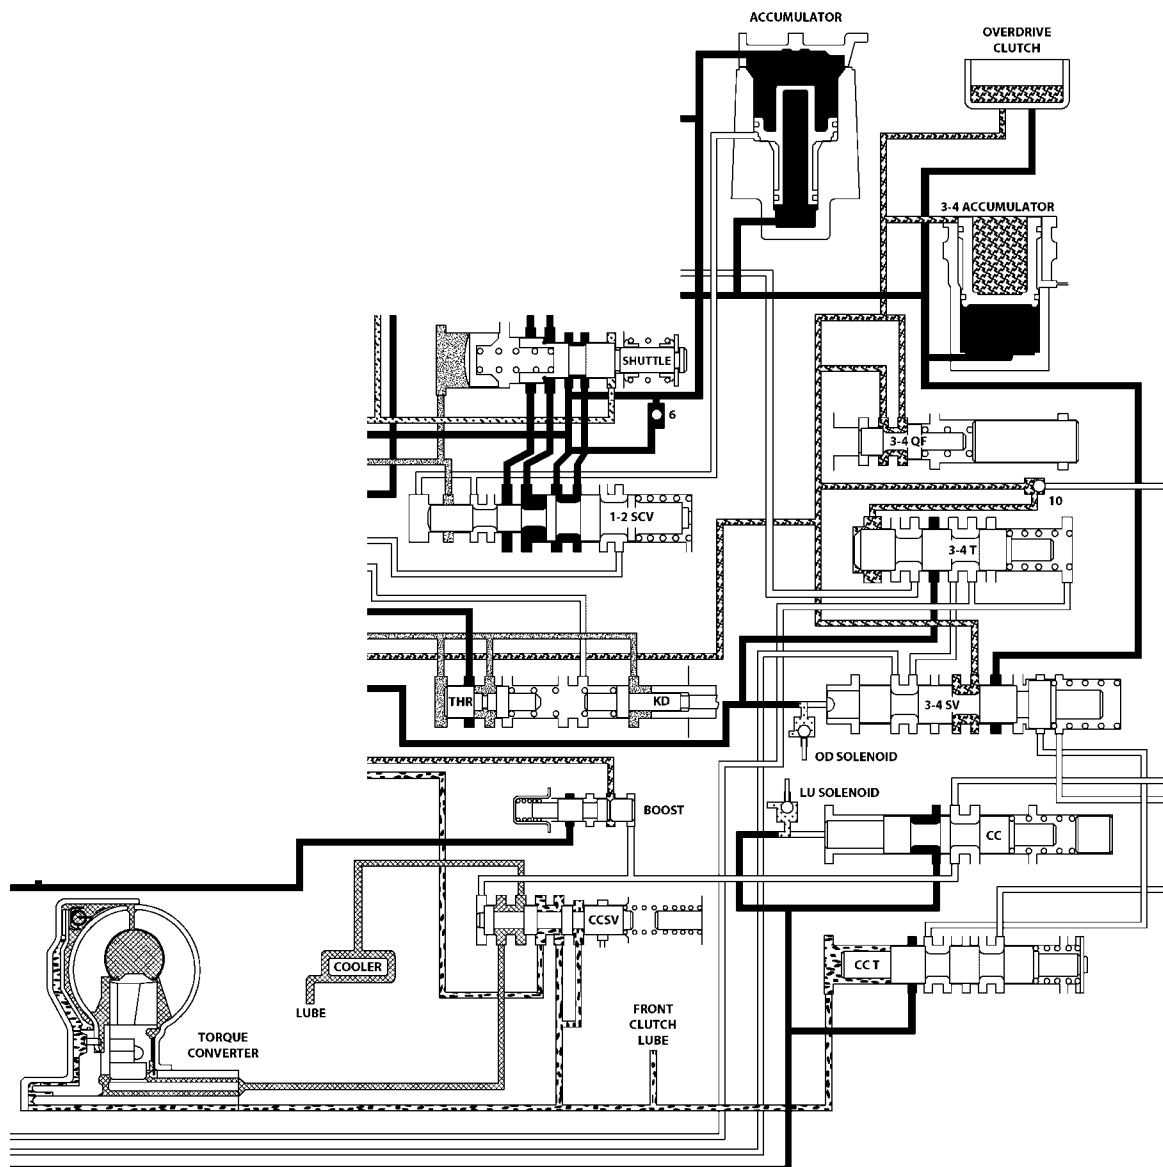 ACCUMULATOR
OVERDRIVE
CLUTCH
3-4 ACCUMULATOR
SHUTTLE
6
3-4 QF
10
1-2 SCV
3-4 T
THR
KD
3-4 SV
OD SOLENOID
LU SOLENOID
BOOST
CC
CCSV
COOLER
CC T
LUBE
FRONT
CLUTCH
LUBE
TORQUE
CONVERTER